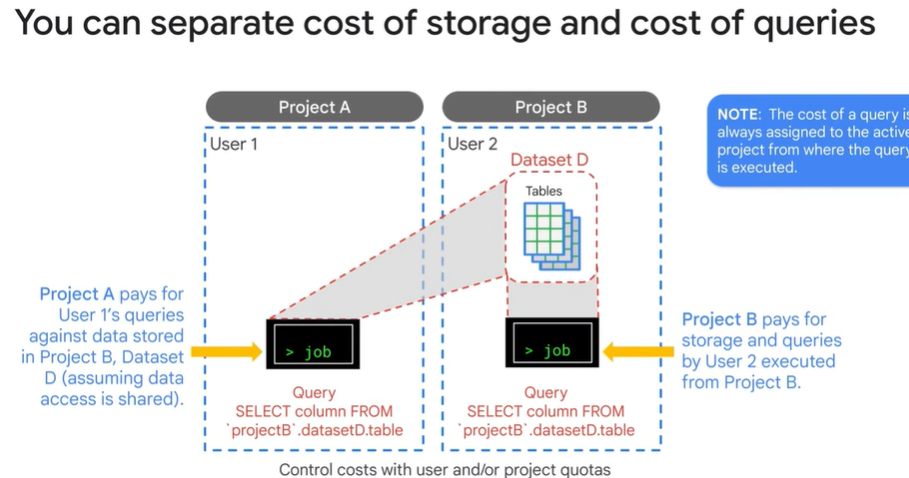 You can separate cost of storage and cost of queries
Project A
Project B
NOTE: The cost of a query is
always assigned to the active
project from where the query
is executed.
User 1
User 2
Dataset D
Tables
Project A pays for
User 1's queries
against data stored
in Project B, Dataset
D (assuming data
access is shared).
> job
> job
Project B pays for
storage and queries
by User 2 executed
from Project B.
Query
SELECT column FROM
`projectB`.datasetD.table
Query
SELECT column FROM
`projectB`.datasetD.table
Control costs with user and/or project quotas